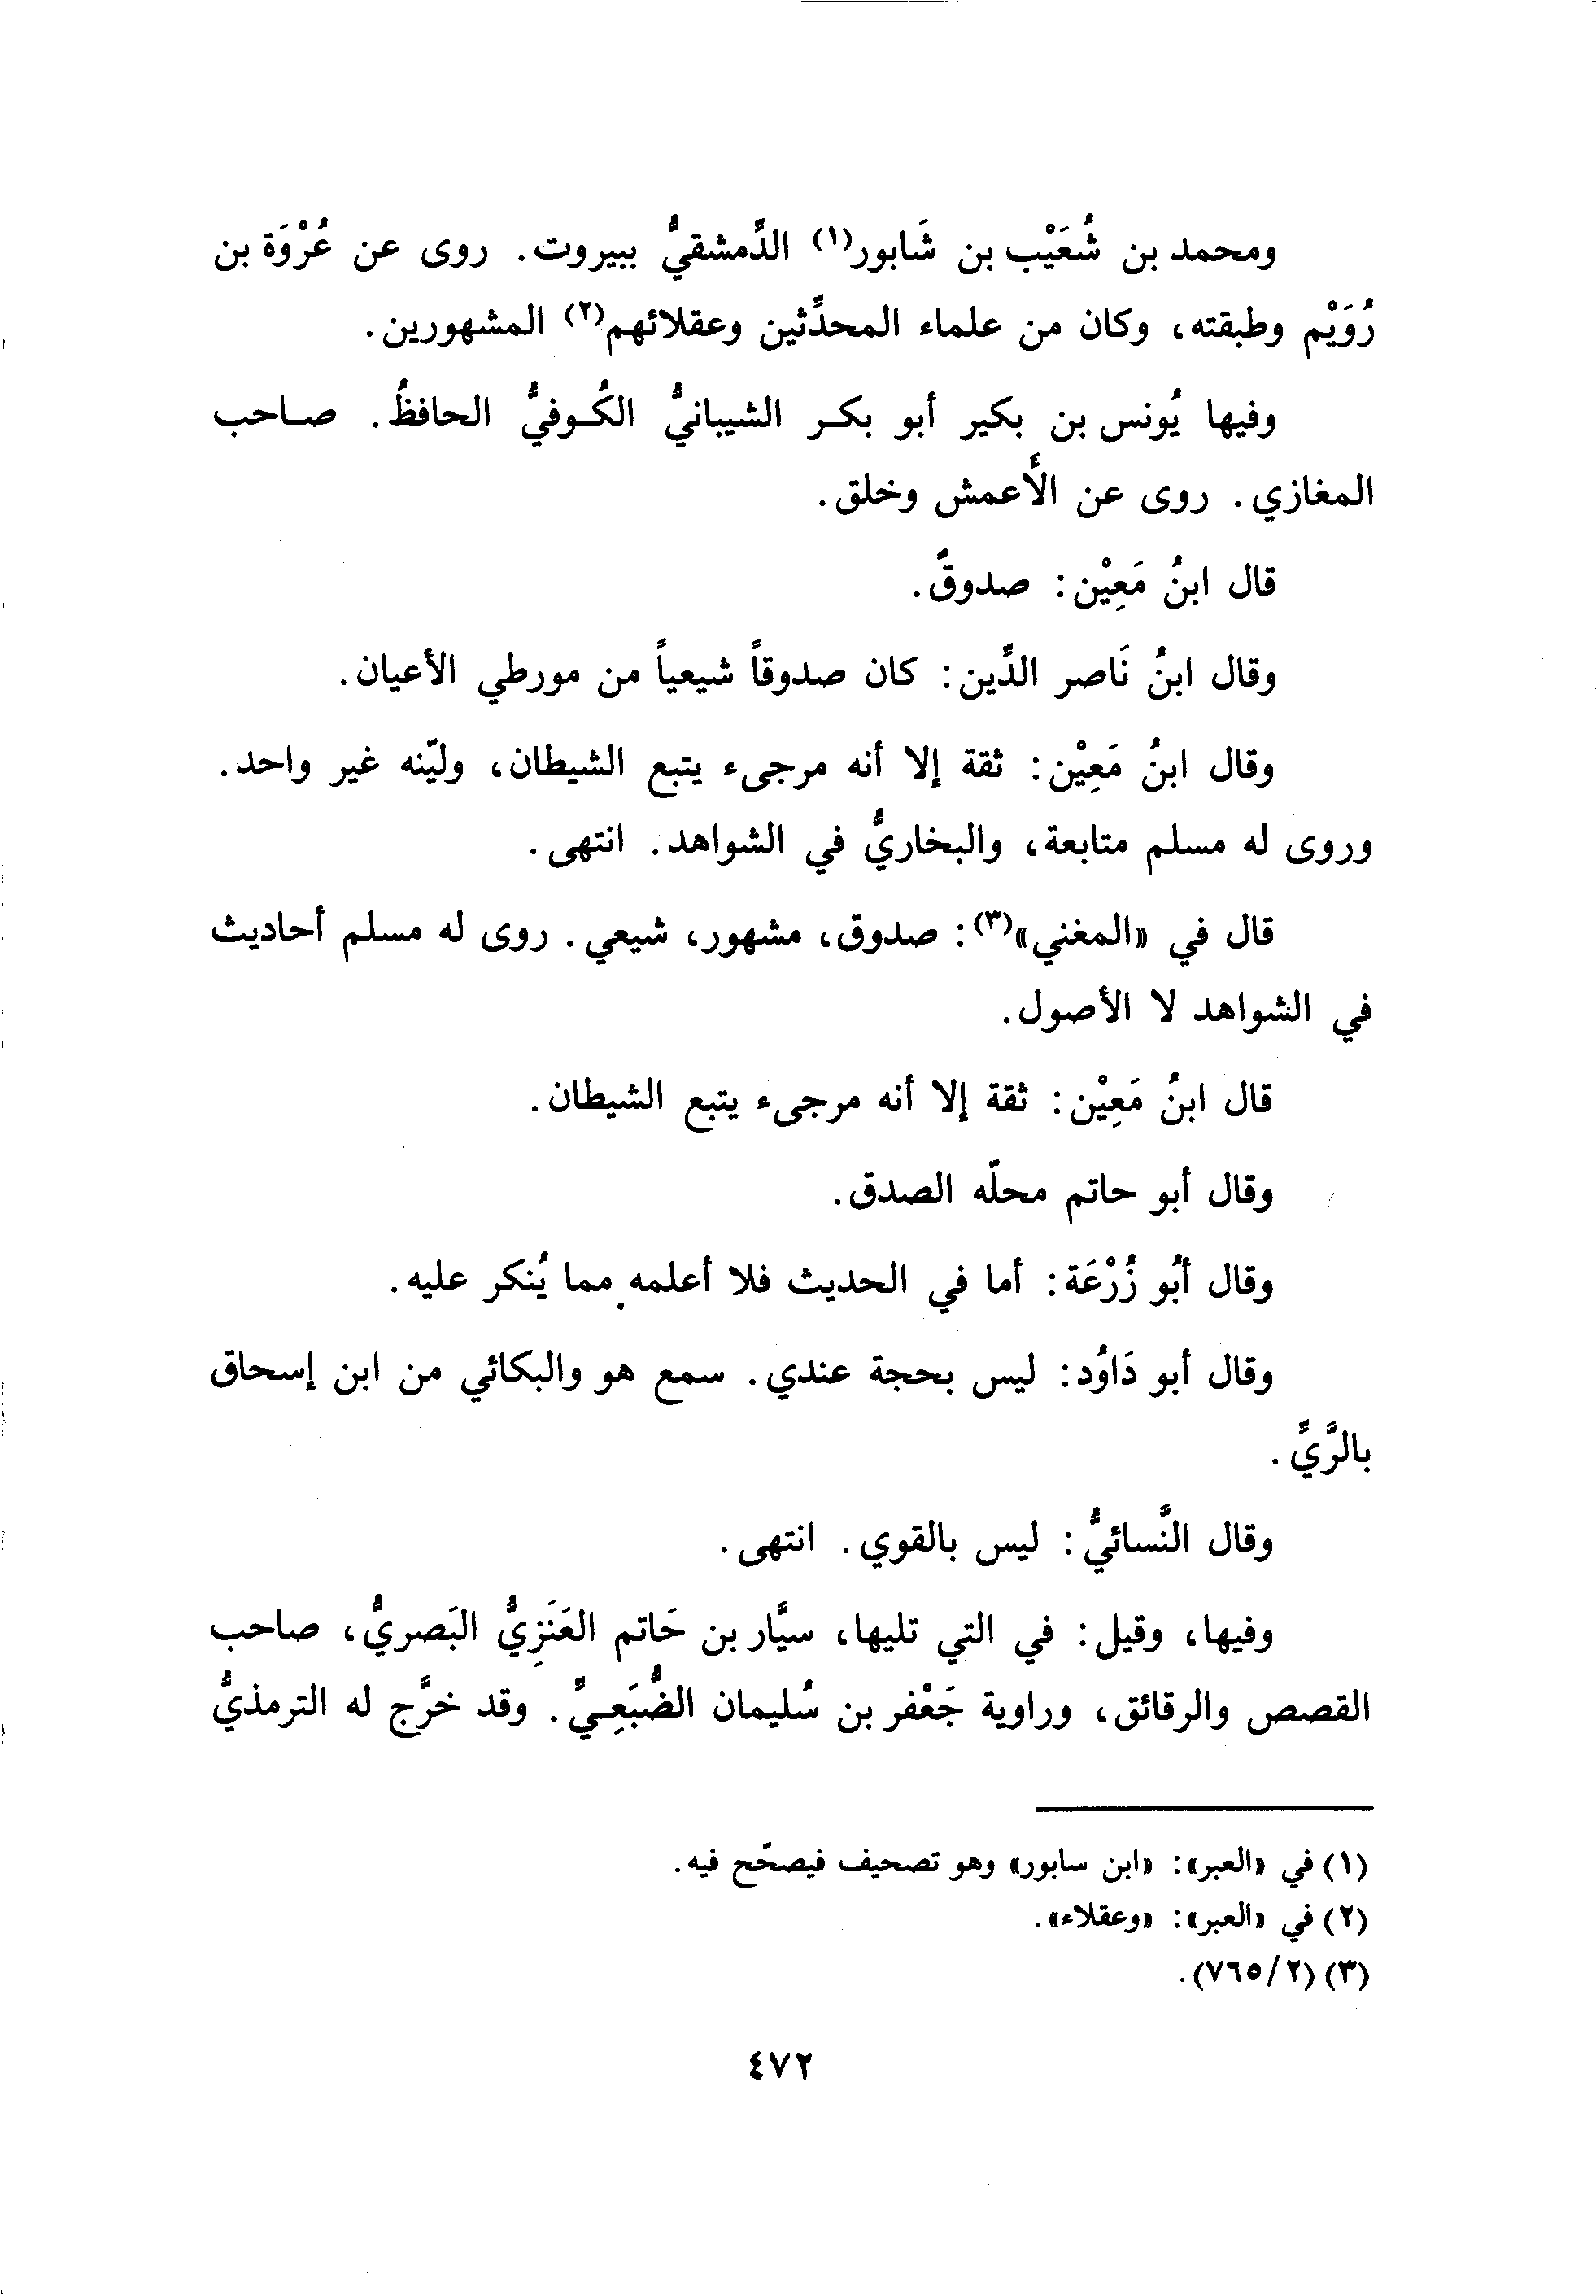 ومحمد بن شُعَيْب بن شَابور(١) الدِّمشقيُّ ببيروت. روى عن عُرْوَة بن
رُوَيْم وطبقته، وكان من علماء المحدِّثين وعقلائهم(٢) المشهورين.
وفيها يُونس بن بكير أبو بكر الشيبانيُّ الكُوفيُّ الحافظُ. صاحب
المغازي. روى عن الأَعمش وخلق.
قال ابنُ مَعِيْن: صدوقٌ.
وقال ابنُ نَاصر الدِّين: كان صدوقاً شيعياً من مورطي الأعيان.
وقال ابنُ مَعِيْن: ثقة إلا أنه مرجىء يتبع الشيطان، وليّنه غير واحد.
وروى له مسلم متابعة، والبخاريُّ في الشواهد. انتهى.
قال في «المغني»(٣): صدوق، مشهور، شيعي. روى له مسلم أحاديث
في الشواهد لا الأصول.
قال ابنُ مَعِيْن: ثقة إلا أنه مرجىء يتبع الشيطان.
وقال أبو حاتم محلّه الصدق.
وقال أبُو زُرْعَة: أما في الحديث فلا أعلمه مما يُنكر عليه.
وقال أبو دَاوُد: ليس بحجة عندي. سمع هو والبكائي من ابن إسحاق
بالرَّيِّ.
وقال النَّسائيُّ: ليس بالقوي. انتهى.
وفيها، وقيل: في التي تليها، سيَّار بن حَاتم العَنَزِيُّ البَصريُّ، صاحب
القصص والرقائق، وراوية جَعْفر بن سُليمان الضُّبَعِيِّ. وقد خرَّج له الترمذيُّ
(١) في «العبر»: «ابن سابور» وهو تصحيف فيصحّح فيه.
(٢) في «العبر»: «وعقلاء».
(٣) (٢/ ٧٦٥).
٤٧٢